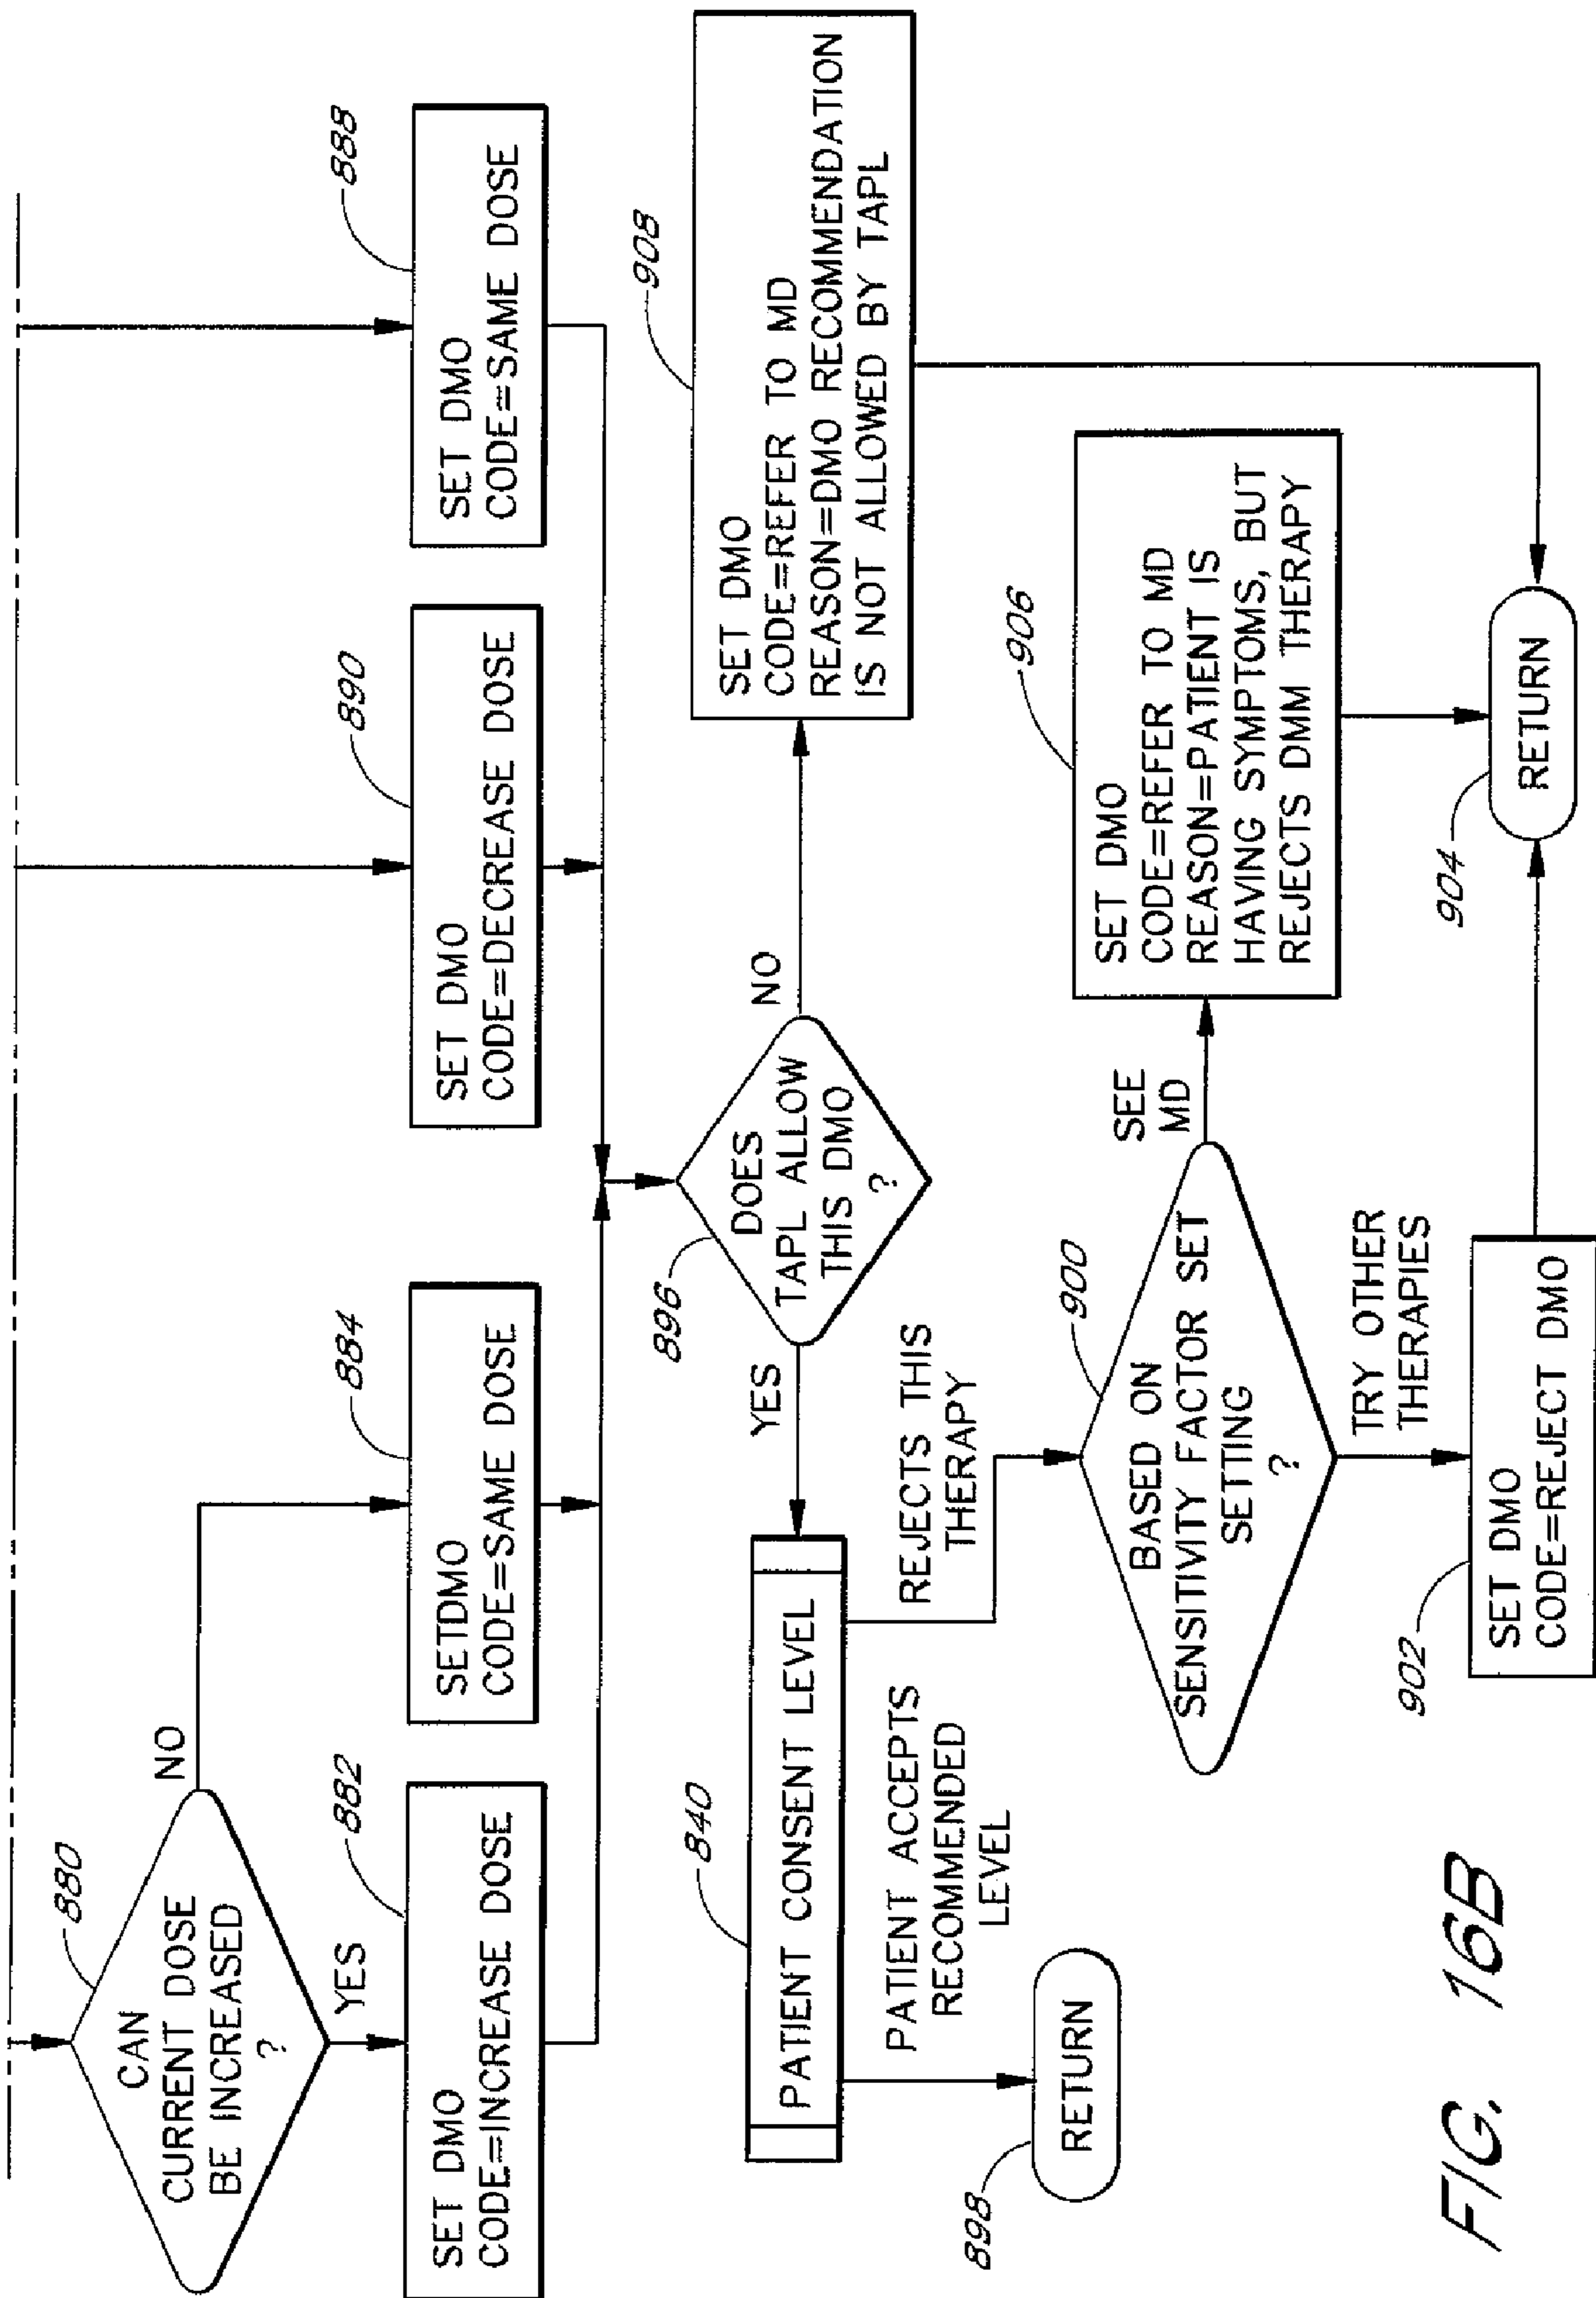 880
CAN
CURRENT DOSE
BE INCREASED
?
NO
YES
882
SET DMO
CODE=INCREASE DOSE
884
SETDMO
CODE=SAME DOSE
890
SET DMO
CODE=DECREASE DOSE
888
SET DMO
CODE=SAME DOSE
896
DOES
TAPL ALLOW
THIS DMO
?
YES
NO
908
SET DMO
CODE=REFER TO MD
REASON=DMO RECOMMENDATION
IS NOT ALLOWED BY TAPL
840
PATIENT CONSENT LEVEL
PATIENT ACCEPTS
RECOMMENDED
LEVEL
REJECTS THIS
THERAPY
898
RETURN
900
BASED ON
SENSITIVITY FACTOR SET
SETTING
?
SEE
MD
906
SET DMO
CODE=REFER TO MD
REASON=PATIENT IS
HAVING SYMPTOMS, BUT
REJECTS DMM THERAPY
TRY OTHER
THERAPIES
902
SET DMO
CODE=REJECT DMO
904
RETURN
FIG. 16B